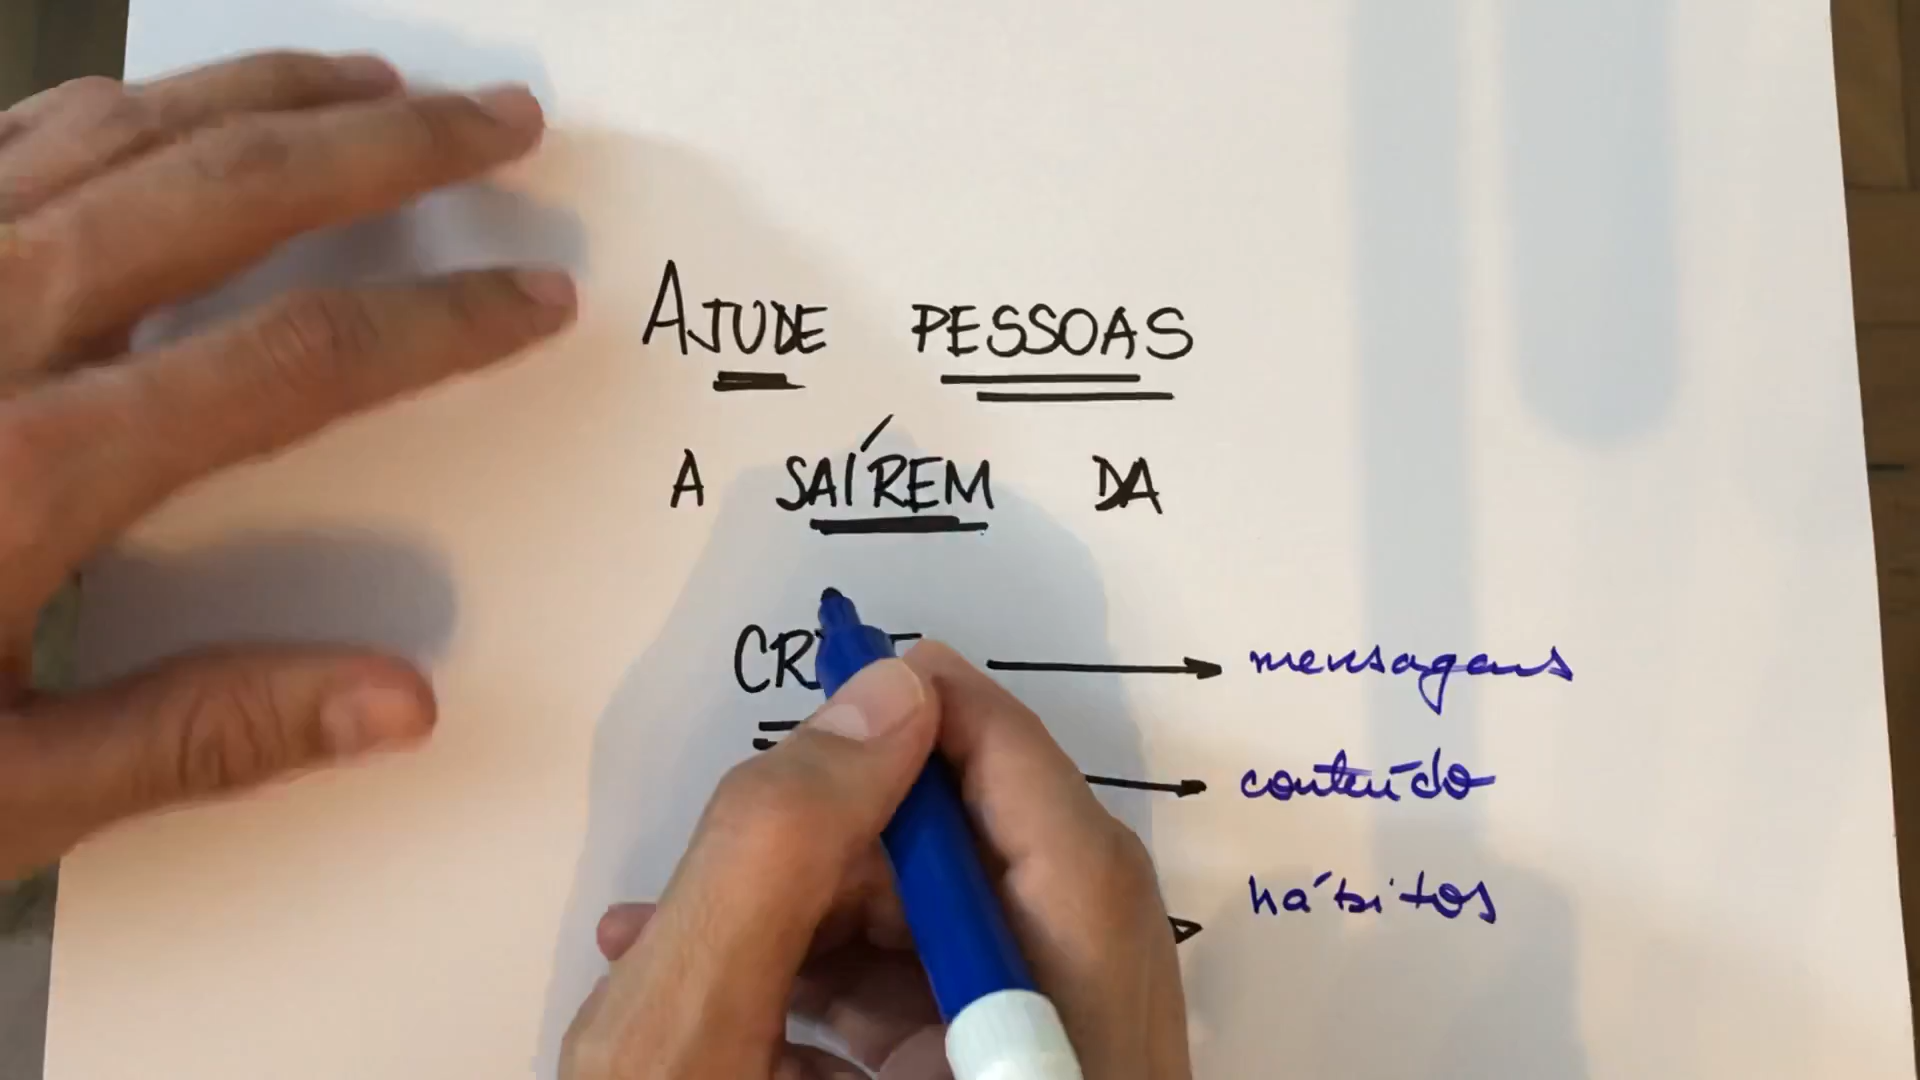 AJUDE PESSOAS
A SAÍREM DA
mensagens
conteúdo
hábitos